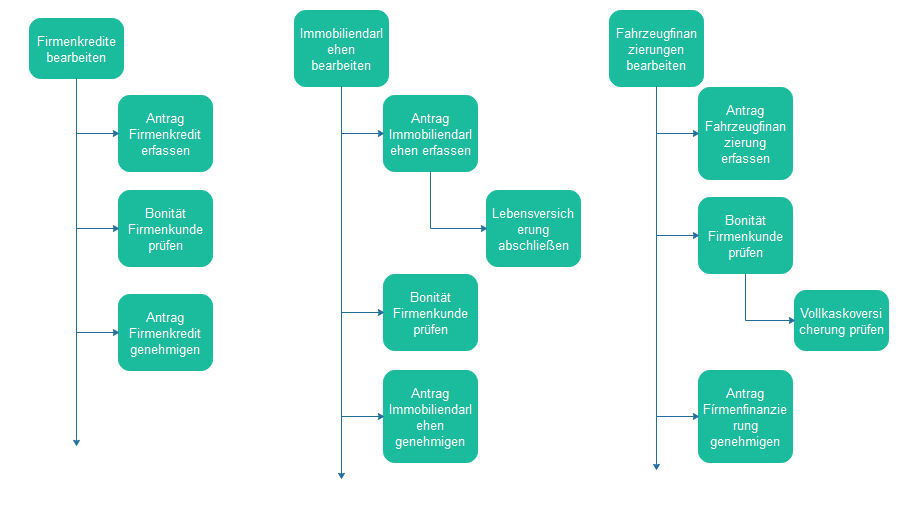 Firmenkredite
bearbeiten
Antrag
Firmenkredit
erfassen
Bonität
Firmenkunde
prüfen
Antrag
Firmenkredit
genehmigen
Immobiliendarl
ehen
bearbeiten
Antrag
Immobiliendarl
ehen erfassen
Lebensversich
erung
abschließen
Bonität
Firmenkunde
prüfen
Antrag
Immobiliendarl
ehen
genehmigen
Fahrzeugfinan
zierungen
bearbeiten
Antrag
Fahrzeugfinan
zierung
erfassen
Bonität
Firmenkunde
prüfen
Vollkaskoversi
cherung prüfen
Antrag
Fírmenfinanzie
rung
genehmigen